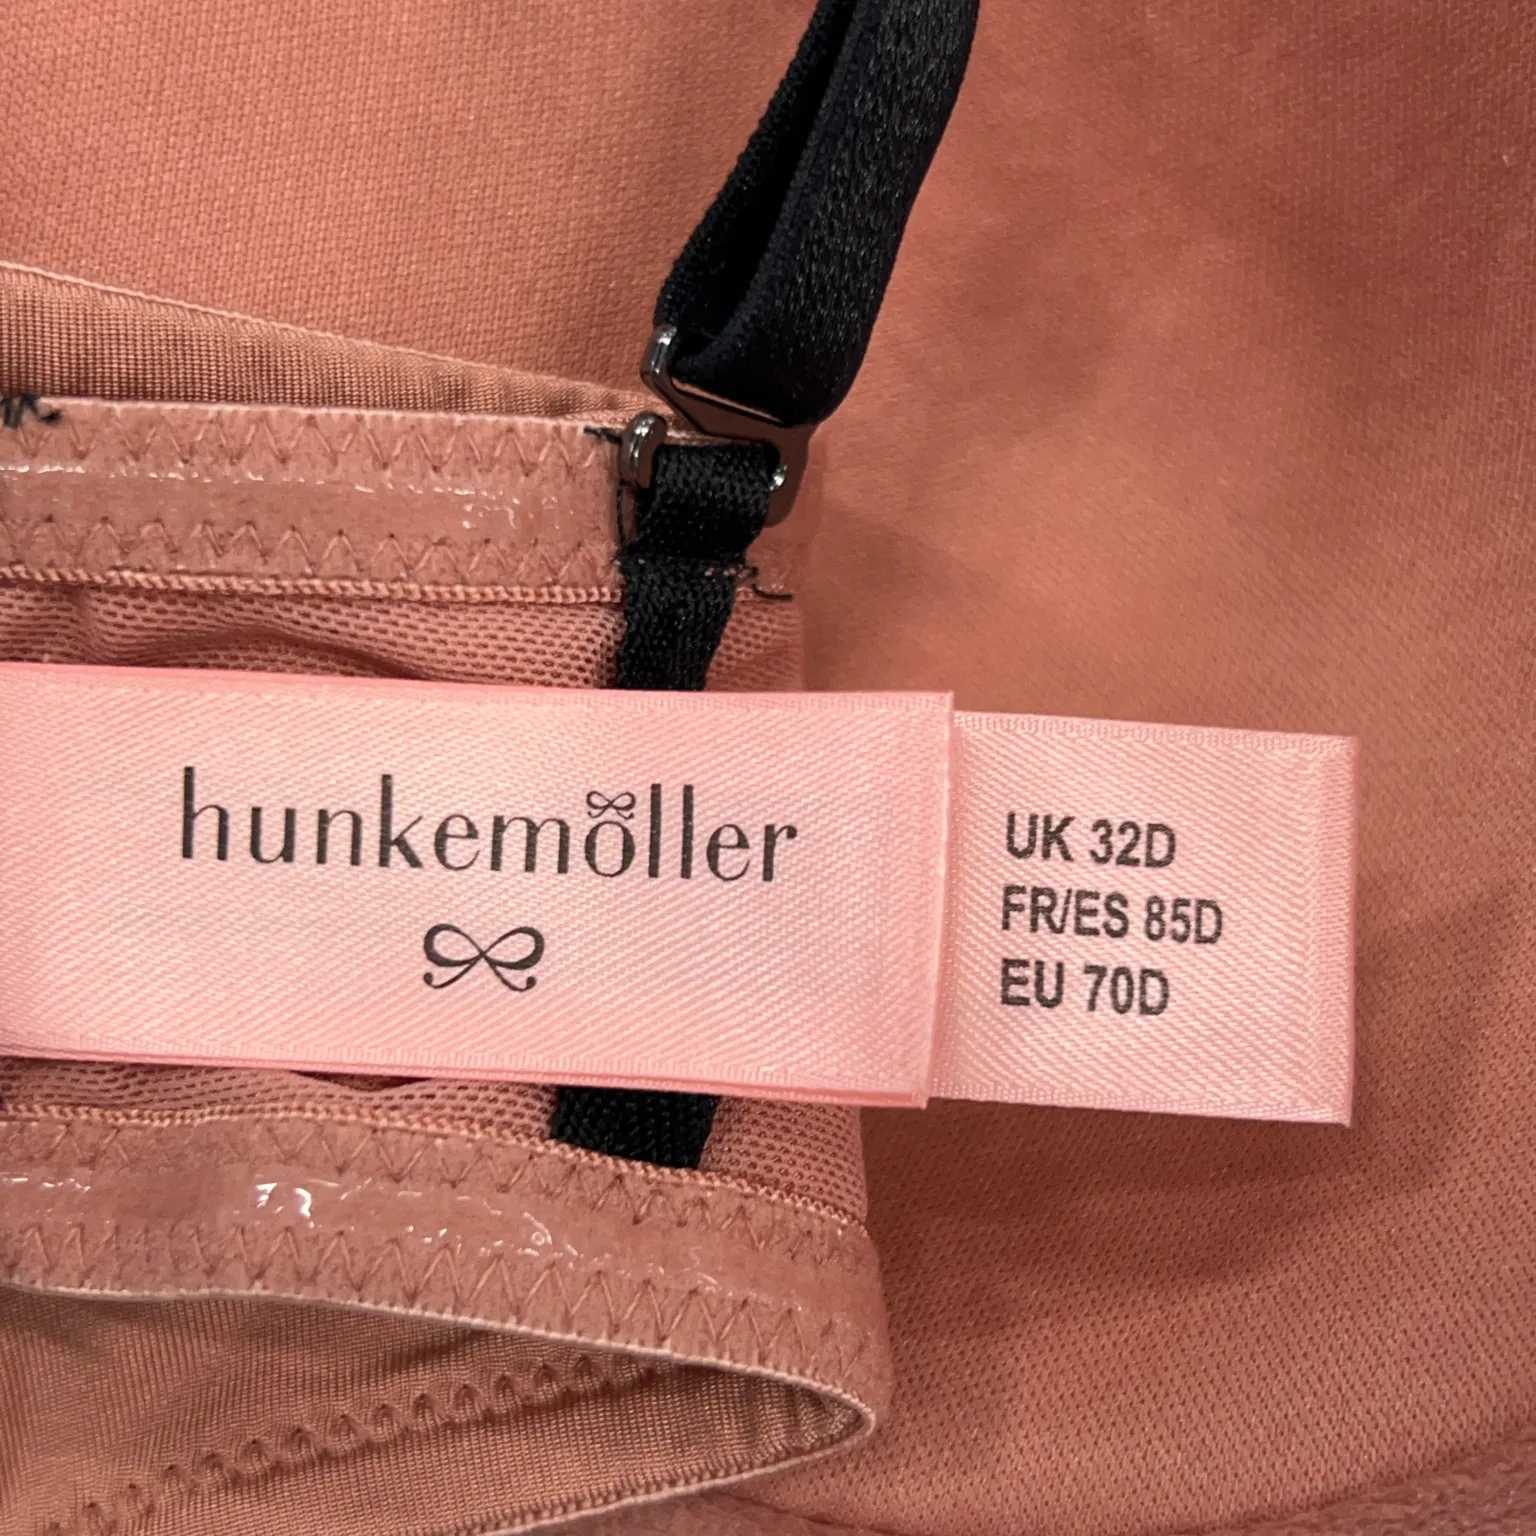 hunkemöller
UK 32D
FR/ES 85D
EU 70D